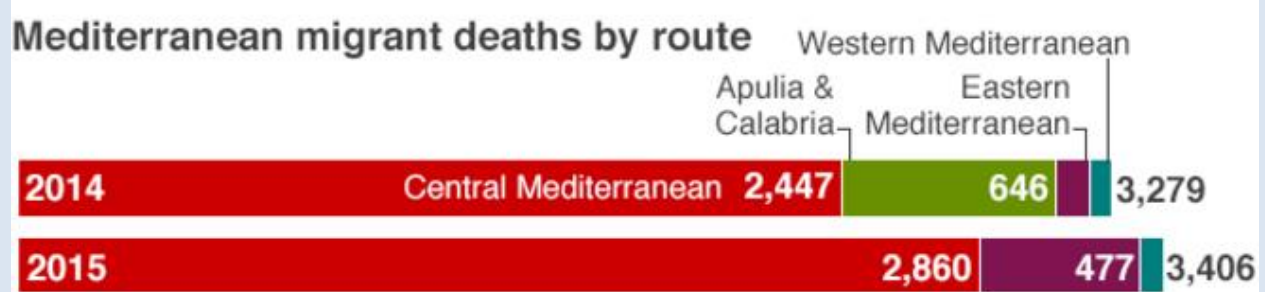 Mediterranean migrant deaths by route
Western Mediterranean
Apulia & Calabria
Eastern Mediterranean
2014 Central Mediterranean 2,447 646 3,279
2015 2,860 477 3,406